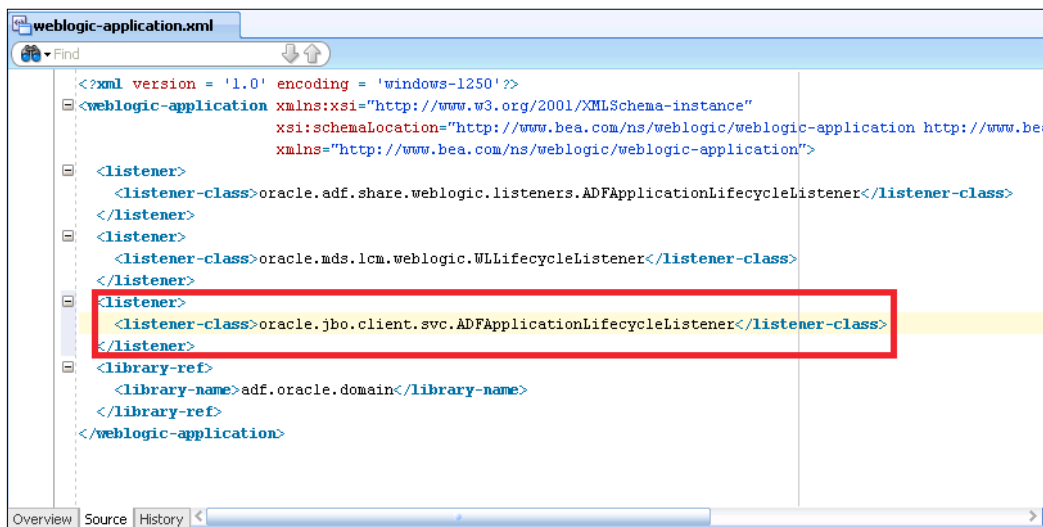 weblogic-application.xml
Find
<?xml version = '1.0' encoding = 'windows-1250'?>
<weblogic-application xmlns:xsi="http://www.w3.org/2001/XMLSchema-instance"
xsi:schemaLocation="http://www.bea.com/ns/weblogic/weblogic-application http://www.bea
xmlns="http://www.bea.com/ns/weblogic/weblogic-application">
<listener>
<listener-class>oracle.adf.share.weblogic.listeners.ADFApplicationLifecycleListener</listener-class>
</listener>
<listener>
<listener-class>oracle.mds.lcm.weblogic.WLLifecycleListener</listener-class>
</listener>
<listener>
<listener-class>oracle.jbo.client.svc.ADFApplicationLifecycleListener</listener-class>
</listener>
<library-ref>
<library-name>adf.oracle.domain</library-name>
</library-ref>
</weblogic-application>
Overview Source History